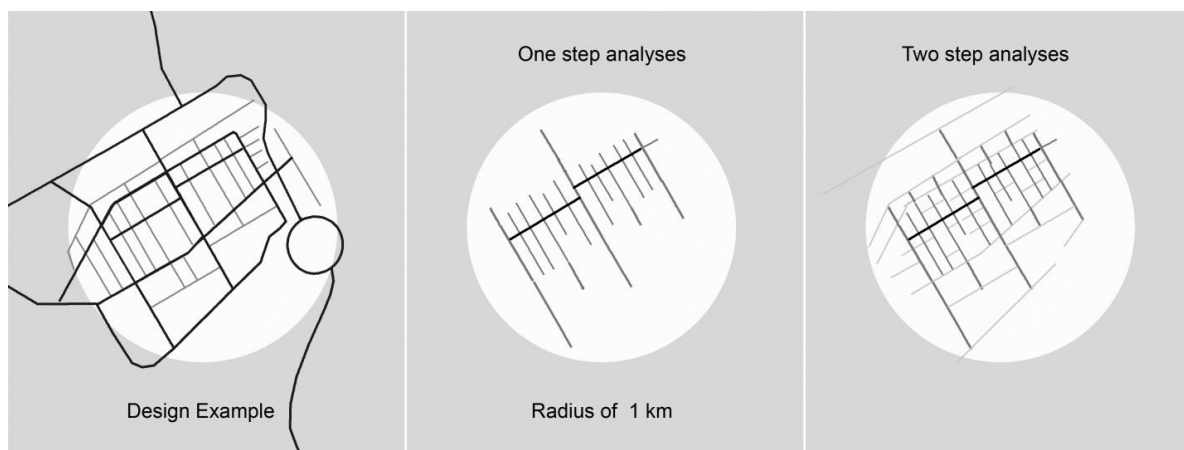 One step analyses
Two step analyses
Design Example
Radius of  1 km